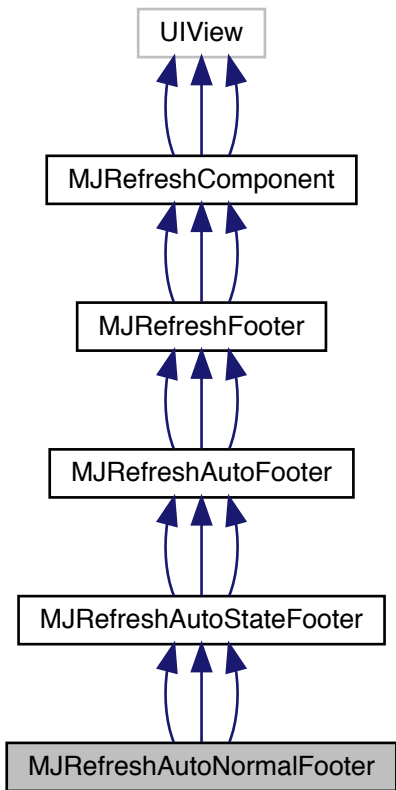 UIView
MJRefreshComponent
MJRefreshFooter
MJRefreshAutoFooter
MJRefreshAutoStateFooter
MJRefreshAutoNormalFooter